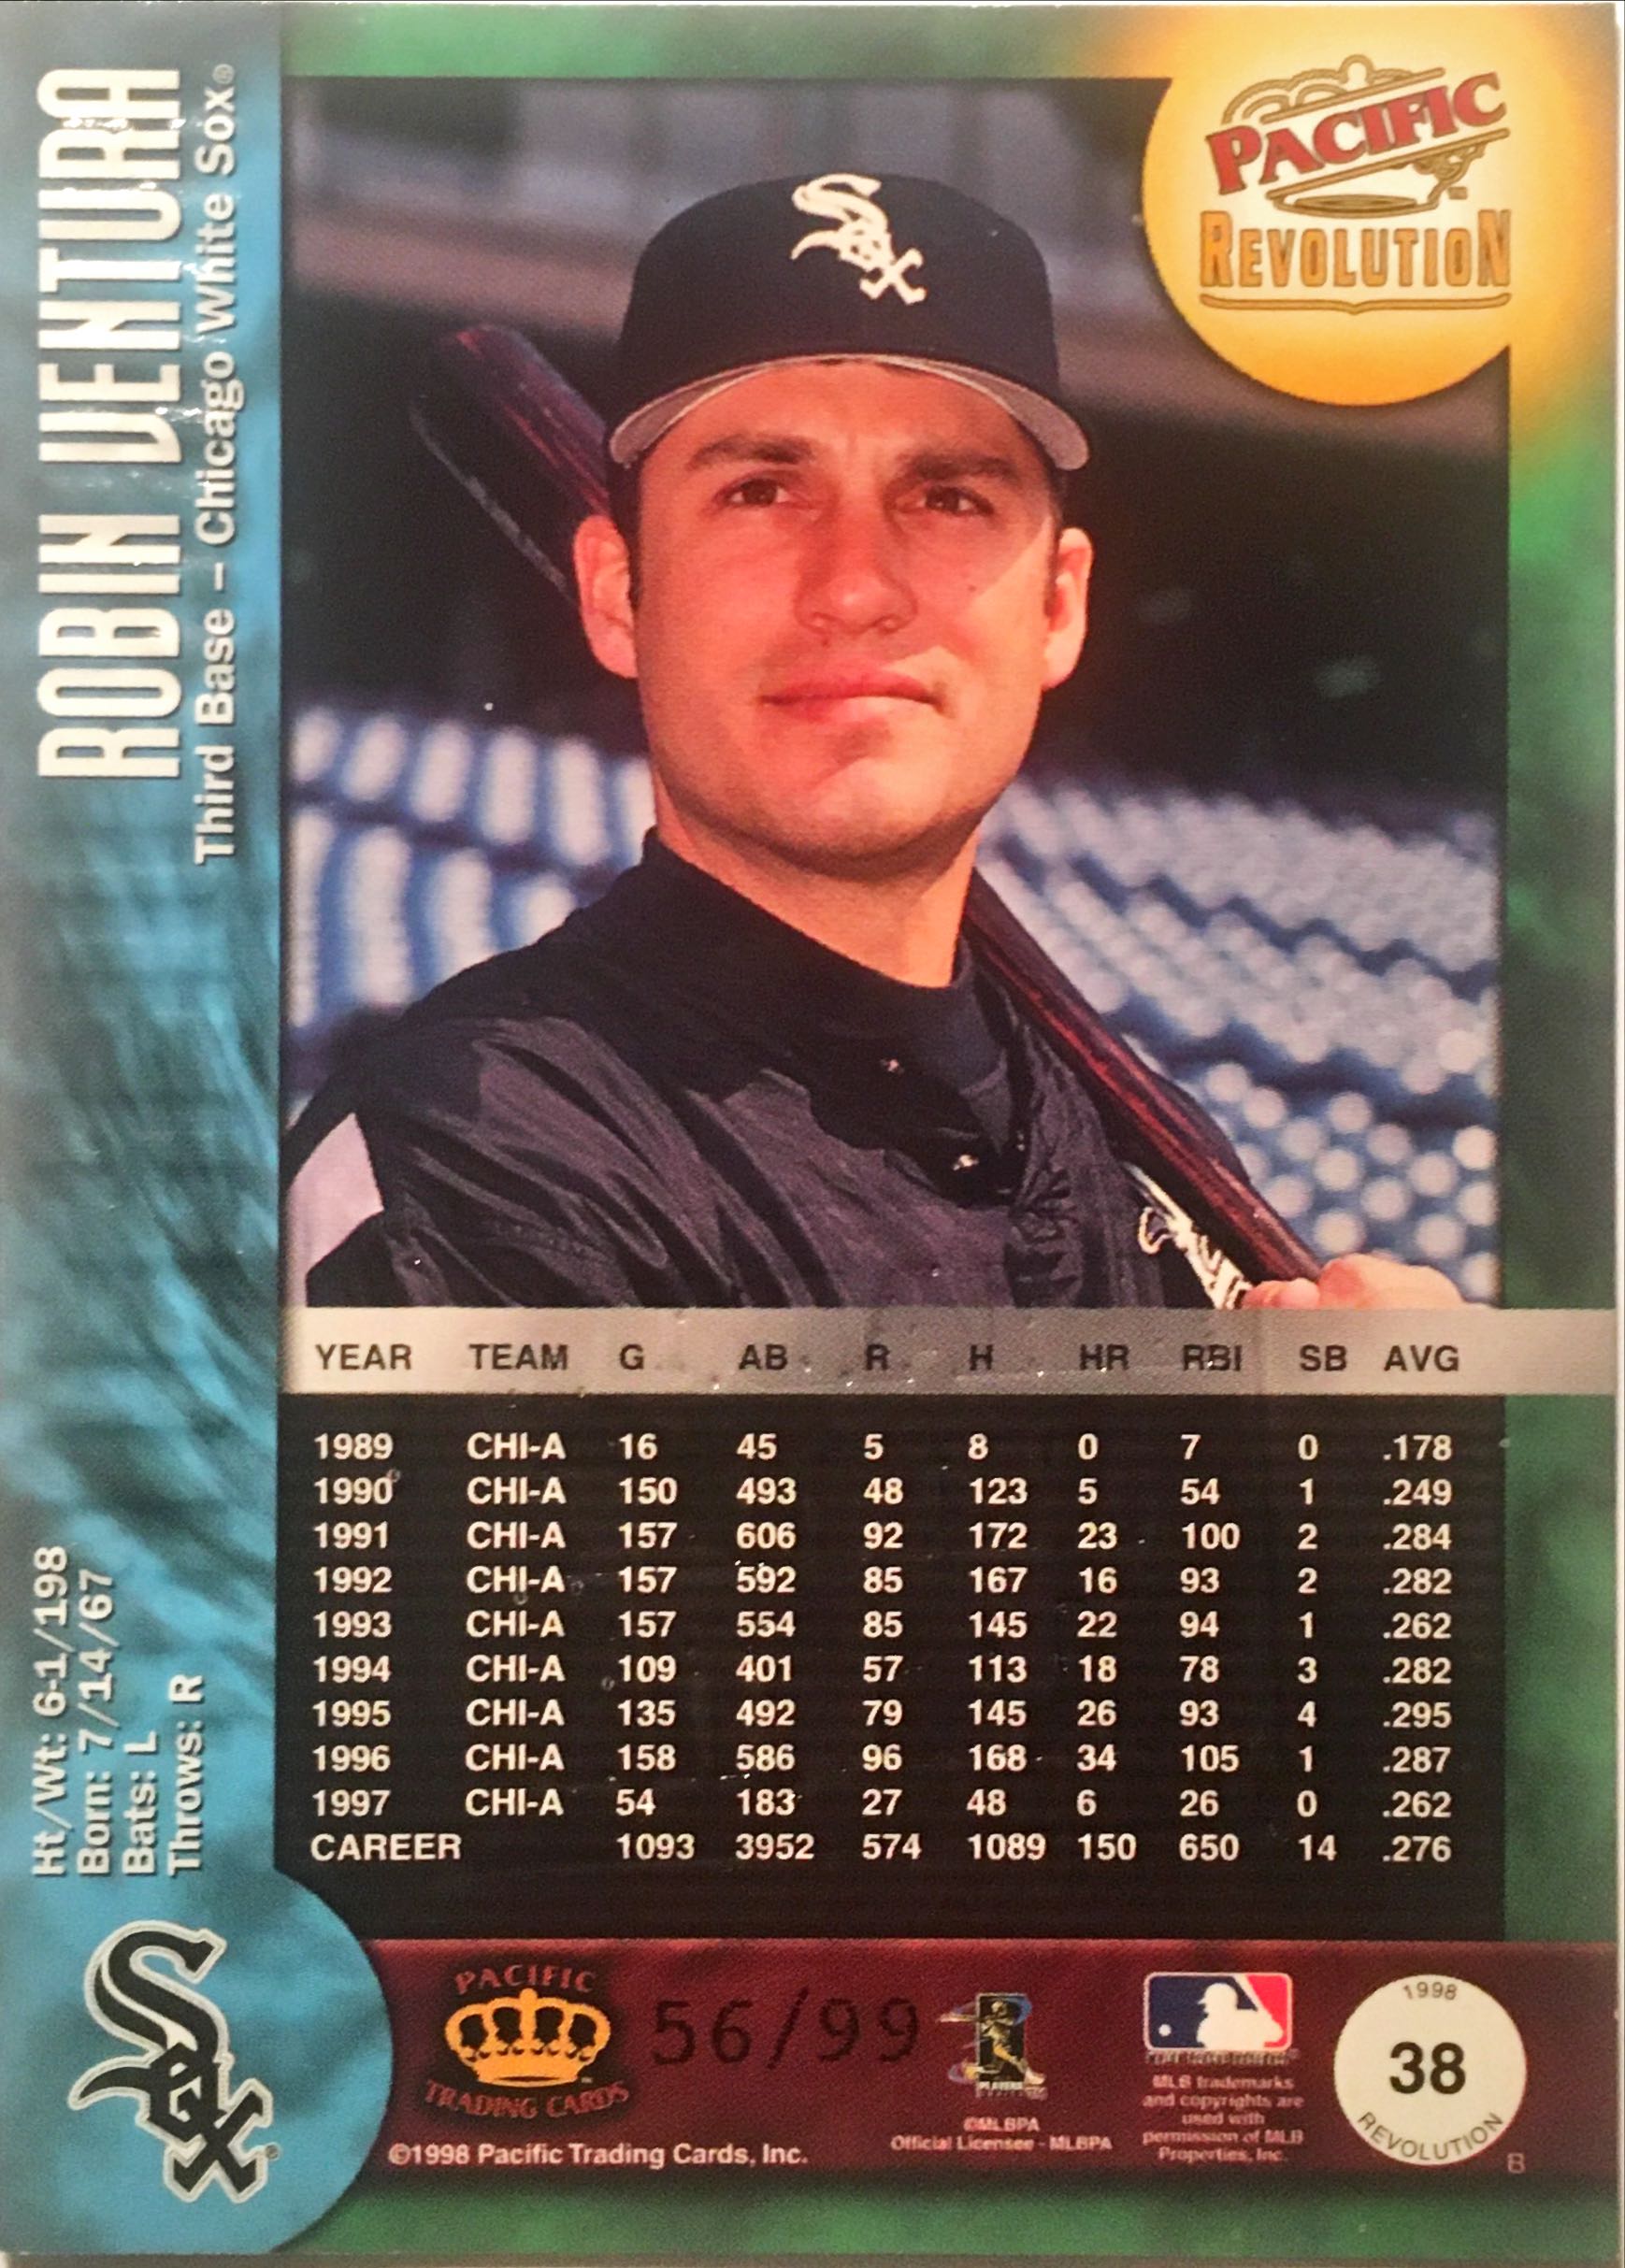 ROBIN VENTURA
Third Base – Chicago White Sox®
PACIFIC
REVOLUTION
Sox
YEAR TEAM G AB R H HR RBI SB AVG
1989 CHI-A 16 45 5 8 0 7 0 .178
1990 CHI-A 150 493 48 123 5 54 1 .249
1991 CHI-A 157 606 92 172 23 100 2 .284
1992 CHI-A 157 592 85 167 16 93 2 .282
1993 CHI-A 157 554 85 145 22 94 1 .262
1994 CHI-A 109 401 57 113 18 78 3 .282
1995 CHI-A 135 492 79 145 26 93 4 .295
1996 CHI-A 158 586 96 168 34 105 1 .287
1997 CHI-A 54 183 27 48 6 26 0 .262
CAREER 1093 3952 574 1089 150 650 14 .276
Ht/Wt: 6-1/198
Born: 7/14/67
Bats: L
Throws: R
Sox®
PACIFIC
TRADING CARDS
56/99
©1998 Pacific Trading Cards, Inc.
©MLBPA
Official Licensee - MLBPA
MLB trademarks
and copyrights are
used with
permission of MLB
Properties, Inc.
1998
38
REVOLUTION
B